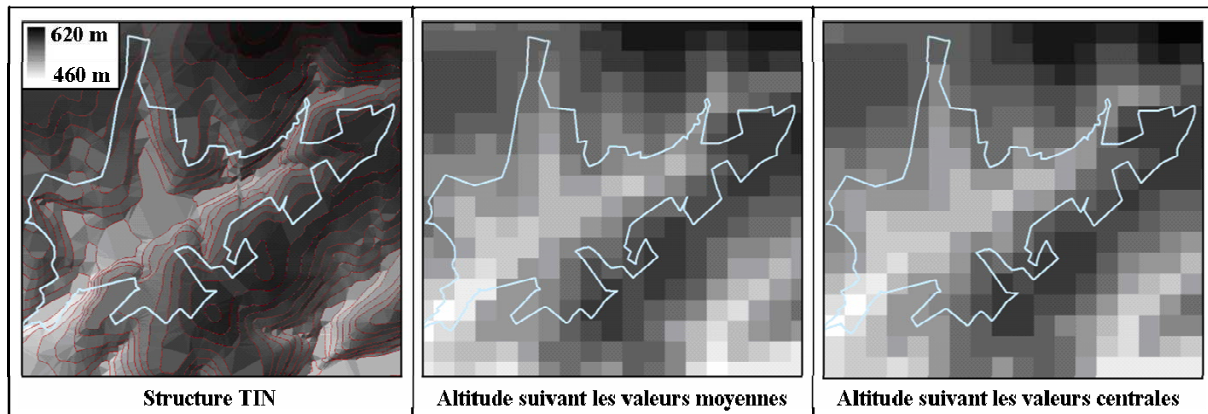 620 m
460 m
Structure TIN
Altitude suivant les valeurs moyennes
Altitude suivant les valeurs centrales